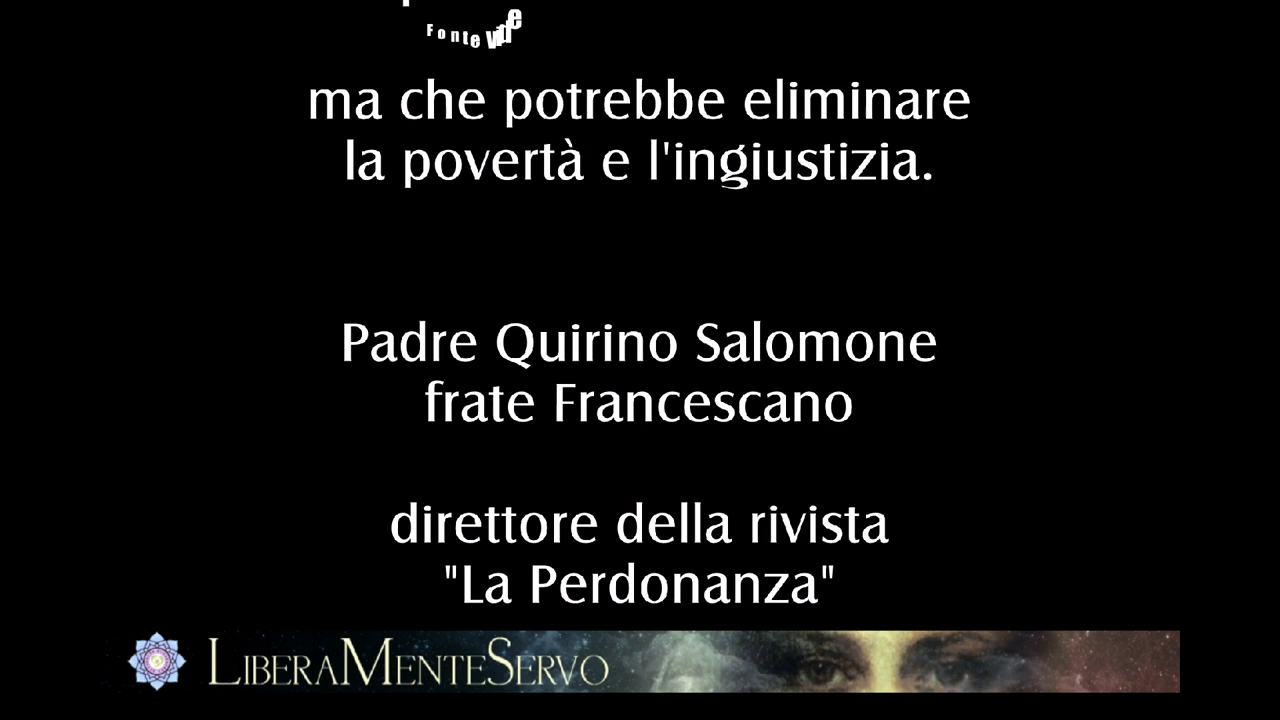 Fonte
ma che potrebbe eliminare
la povertà e l'ingiustizia.
Padre Quirino Salomone
frate Francescano
direttore della rivista
"La Perdonanza"
LIBERAMENTESERVO